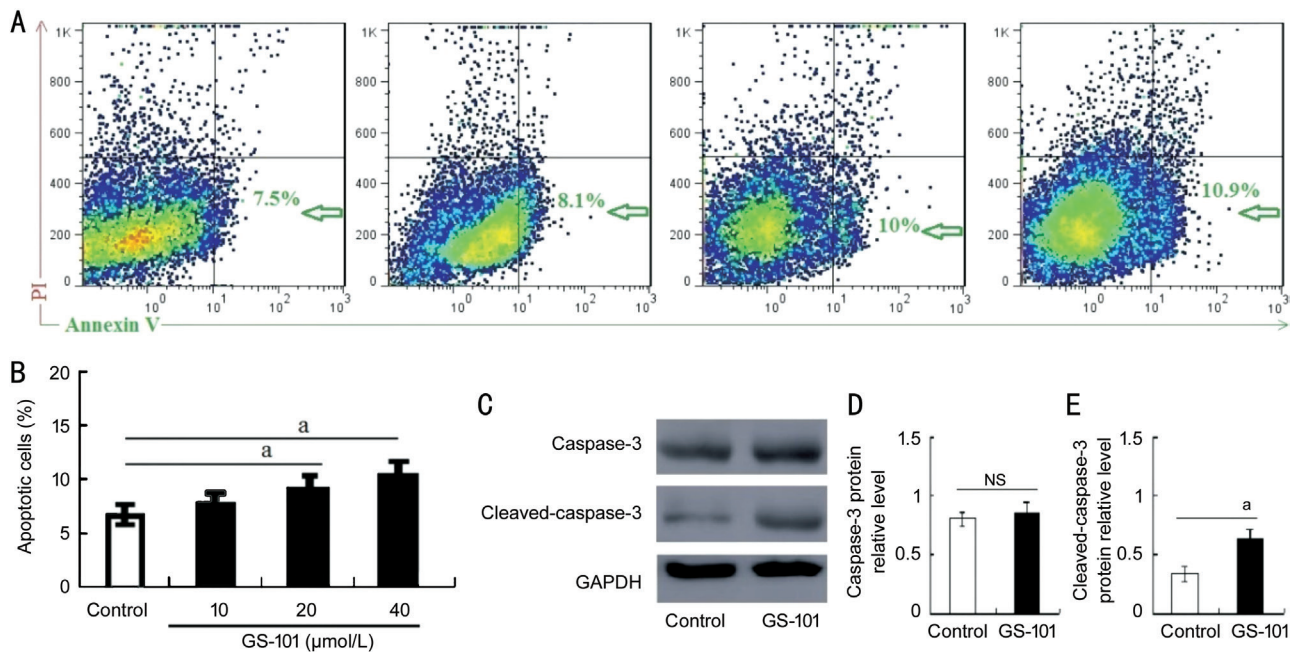 A
PI
1K
800
600
400
200
0
7.5%
10⁰
10¹
10²
10³
1K
800
600
400
200
0
8.1%
10⁰
10¹
10²
10³
1K
800
600
400
200
0
10%
10⁰
10¹
10²
10³
1K
800
600
400
200
0
10.9%
10⁰
10¹
10²
10³
Annexin V
B
Apoptotic cells (%)
20
15
10
5
0
a
a
Control
10
20
40
GS-101 (μmol/L)
C
Caspase-3
Cleaved-caspase-3
GAPDH
Control
GS-101
D
Caspase-3 protein
relative level
1.5
1
0.5
0
NS
Control
GS-101
E
Cleaved-caspase-3
protein relative level
1.5
1
0.5
0
a
Control
GS-101